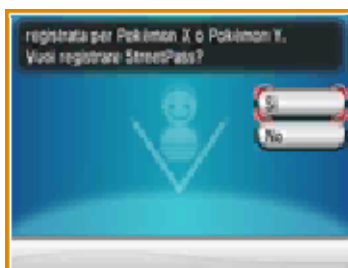 registrata per Pokémon X o Pokémon Y.
Vuoi registrare StreetPass?
Sì
No